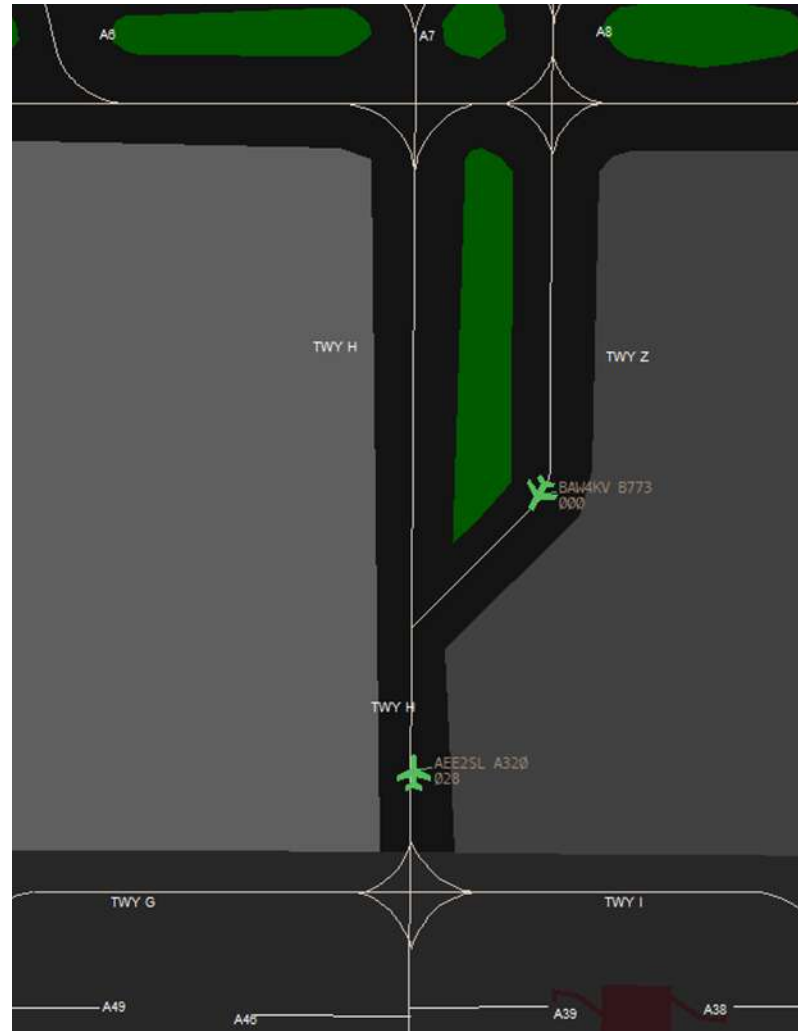 A6
A7
A8
TWY H
TWY Z
BAW4KV B773
000
TWY H
AEE2SL A320
028
TWY G
TWY I
A49
A46
A39
A38